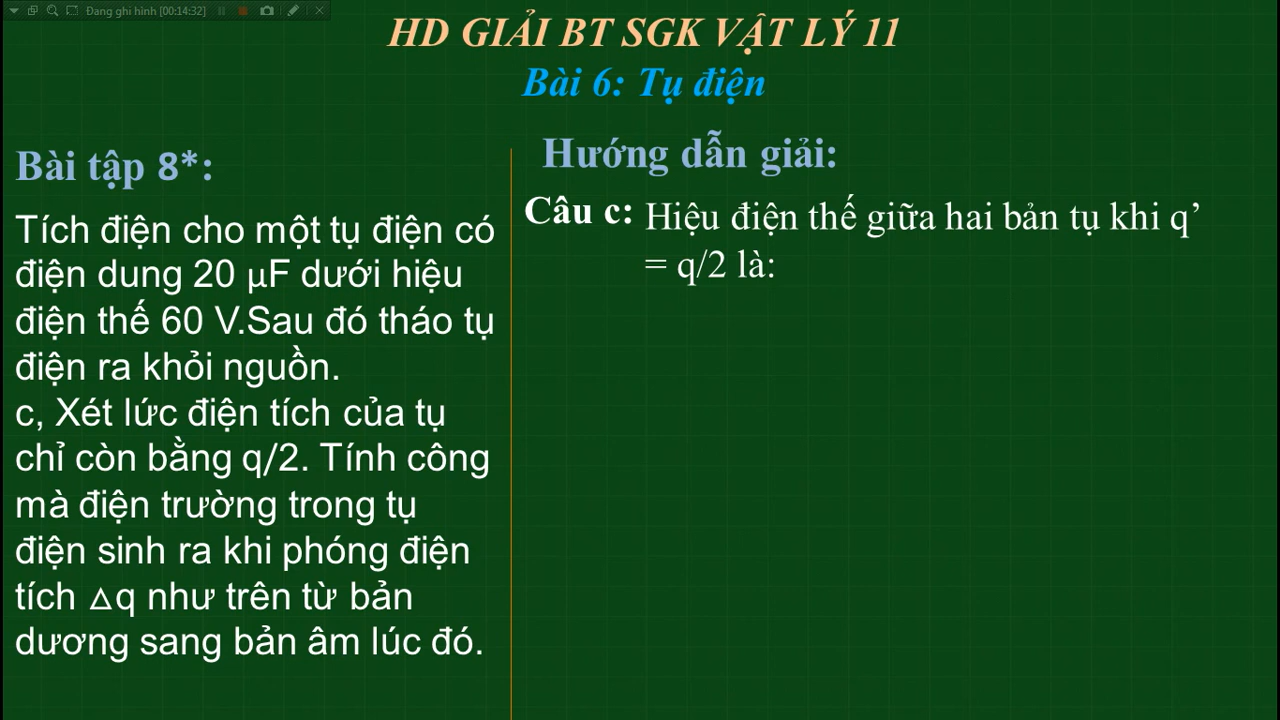 Đang ghi hình [00:14:32]
HD GIẢI BT SGK VẬT LÝ 11
Bài 6: Tụ điện
Bài tập 8*:
Tích điện cho một tụ điện có
điện dung 20 µF dưới hiệu
điện thế 60 V.Sau đó tháo tụ
điện ra khỏi nguồn.
c, Xét lức điện tích của tụ
chỉ còn bằng q/2. Tính công
mà điện trường trong tụ
điện sinh ra khi phóng điện
tích △q như trên từ bản
dương sang bản âm lúc đó.
Hướng dẫn giải:
Câu c: Hiệu điện thế giữa hai bản tụ khi q’
= q/2 là: